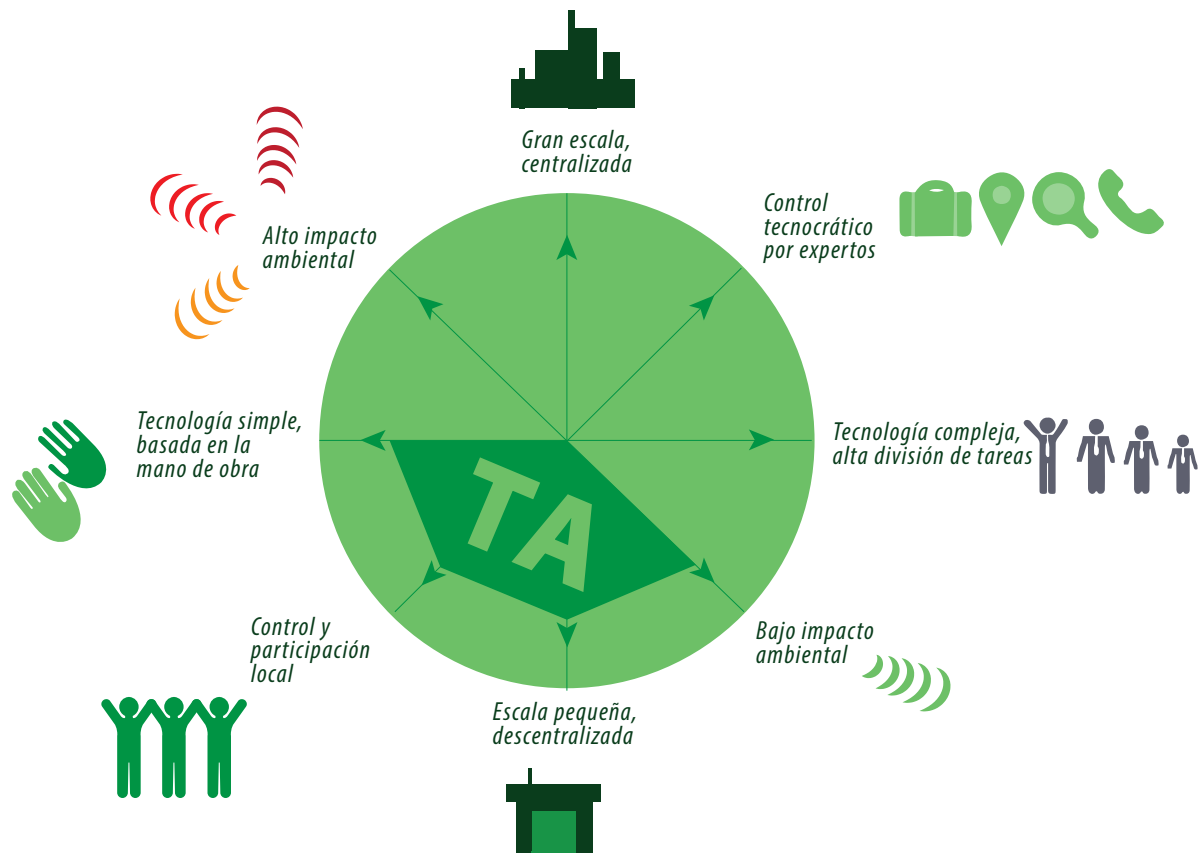 Gran escala,
centralizada
Control
tecnocrático
por expertos
Alto impacto
ambiental
Tecnología simple,
basada en la
mano de obra
Tecnología compleja,
alta división de tareas
TA
Control y
participación
local
Bajo impacto
ambiental
Escala pequeña,
descentralizada